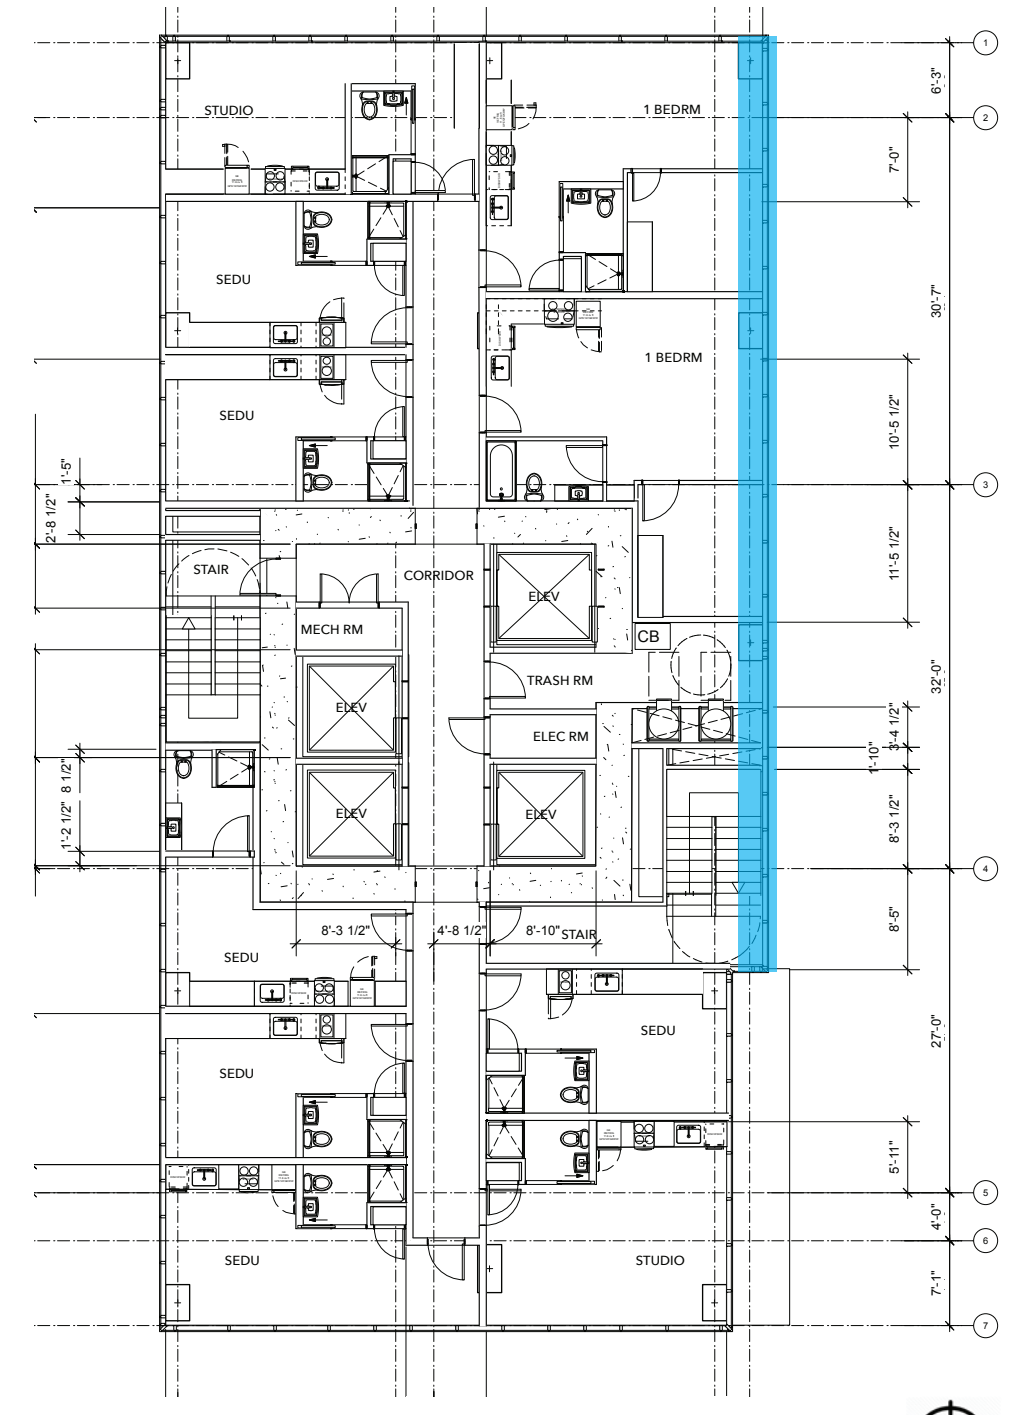 1
6'-3"
STUDIO
1 BEDRM
2
7'-0"
SEDU
30'-7"
1 BEDRM
SEDU
10'-5 1/2"
1'-5"
3
2'-8 1/2"
STAIR
CORRIDOR
ELEV
11'-5 1/2"
MECH RM
CB
TRASH RM
32'-0"
ELEV
ELEC RM
3'-4 1/2"
1'-10"
8 1/2"
ELEV
ELEV
8'-3 1/2"
1'-2 1/2"
4
8'-3 1/2"
4'-8 1/2"
8'-10"
STAIR
8'-5"
SEDU
SEDU
27'-0"
SEDU
5'-11"
5
4'-0"
6
SEDU
STUDIO
7'-1"
7